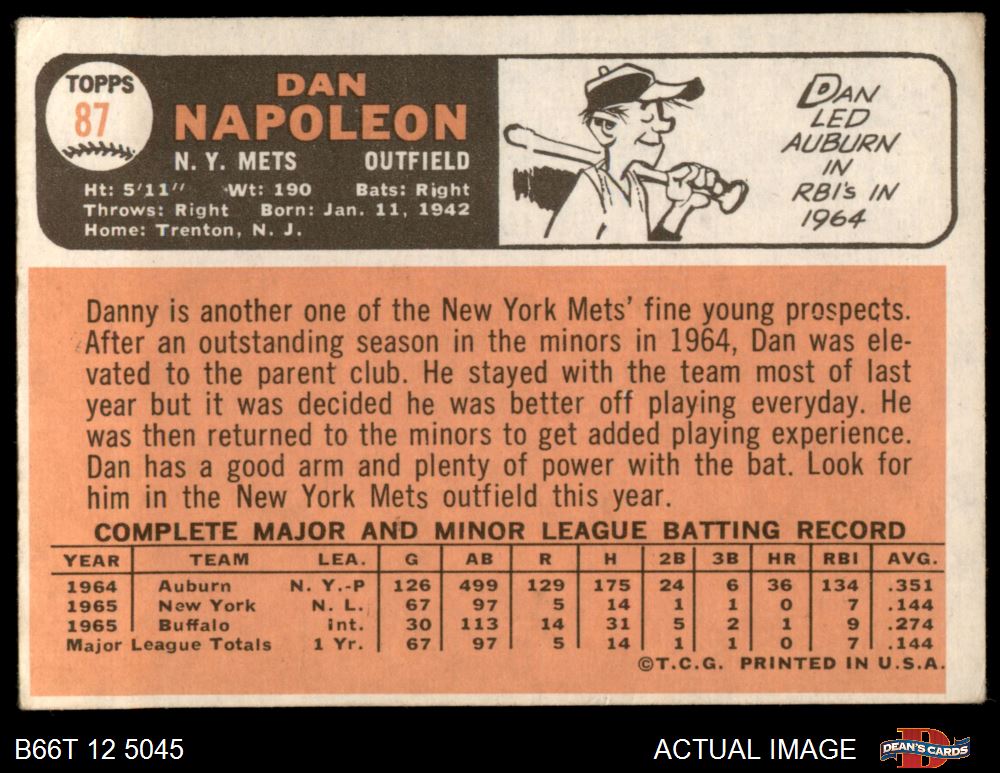 TOPPS
87
DAN
NAPOLEON
N. Y. METS OUTFIELD
Ht: 5'11" Wt: 190 Bats: Right
Throws: Right Born: Jan. 11, 1942
Home: Trenton, N. J.
DAN
LED
AUBURN
IN
RBI's IN
1964
Danny is another one of the New York Mets' fine young prospects.
After an outstanding season in the minors in 1964, Dan was ele-
vated to the parent club. He stayed with the team most of last
year but it was decided he was better off playing everyday. He
was then returned to the minors to get added playing experience.
Dan has a good arm and plenty of power with the bat. Look for
him in the New York Mets outfield this year.
COMPLETE MAJOR AND MINOR LEAGUE BATTING RECORD
YEAR TEAM LEA. G AB R H 2B 3B HR RBI AVG.
1964 Auburn N. Y.-P 126 499 129 175 24 6 36 134 .351
1965 New York N. L. 67 97 5 14 1 1 0 7 .144
1965 Buffalo Int. 30 113 14 31 5 2 1 9 .274
Major League Totals 1 Yr. 67 97 5 14 1 1 0 7 .144
©T.C.G. PRINTED IN U.S.A.
B66T 12 5045
ACTUAL IMAGE
DEAN'S CARDS